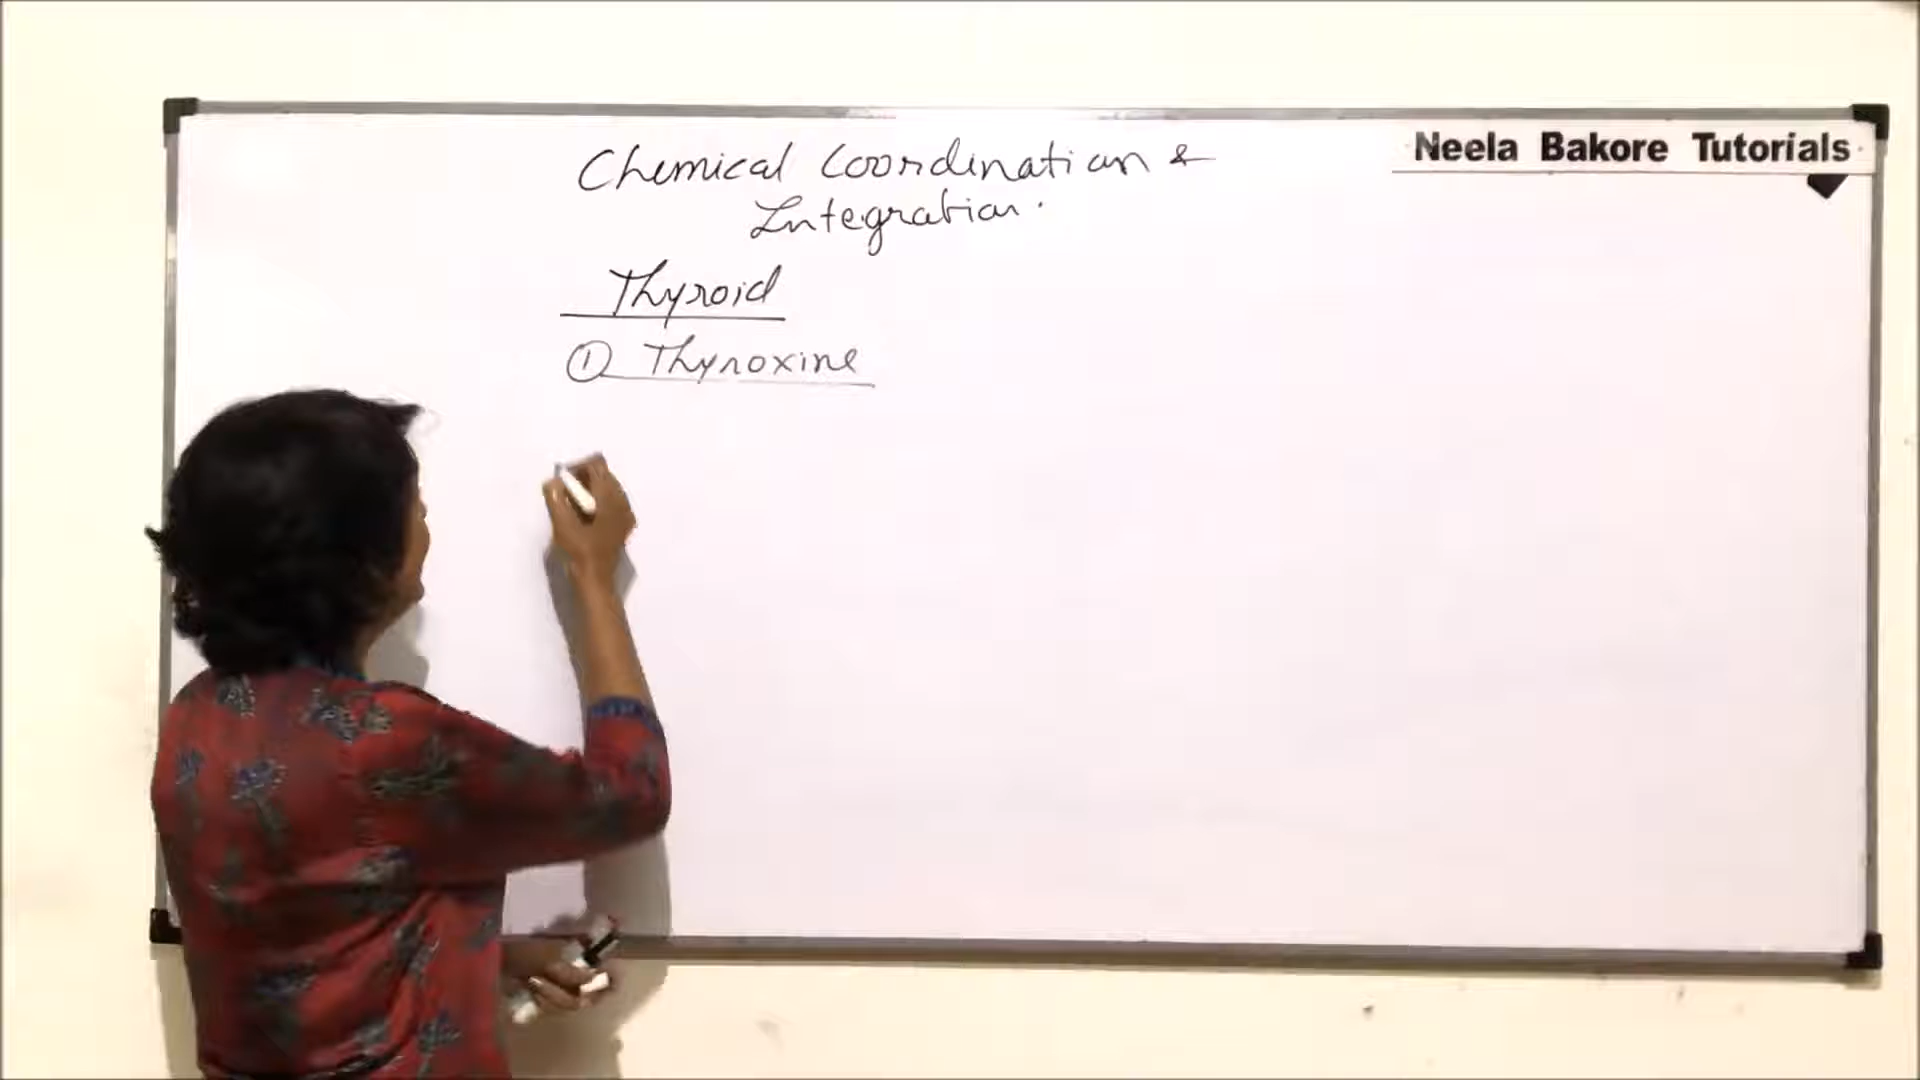 Chemical Coordination &
Integration.
Neela Bakore Tutorials
Thyroid
① Thyroxine